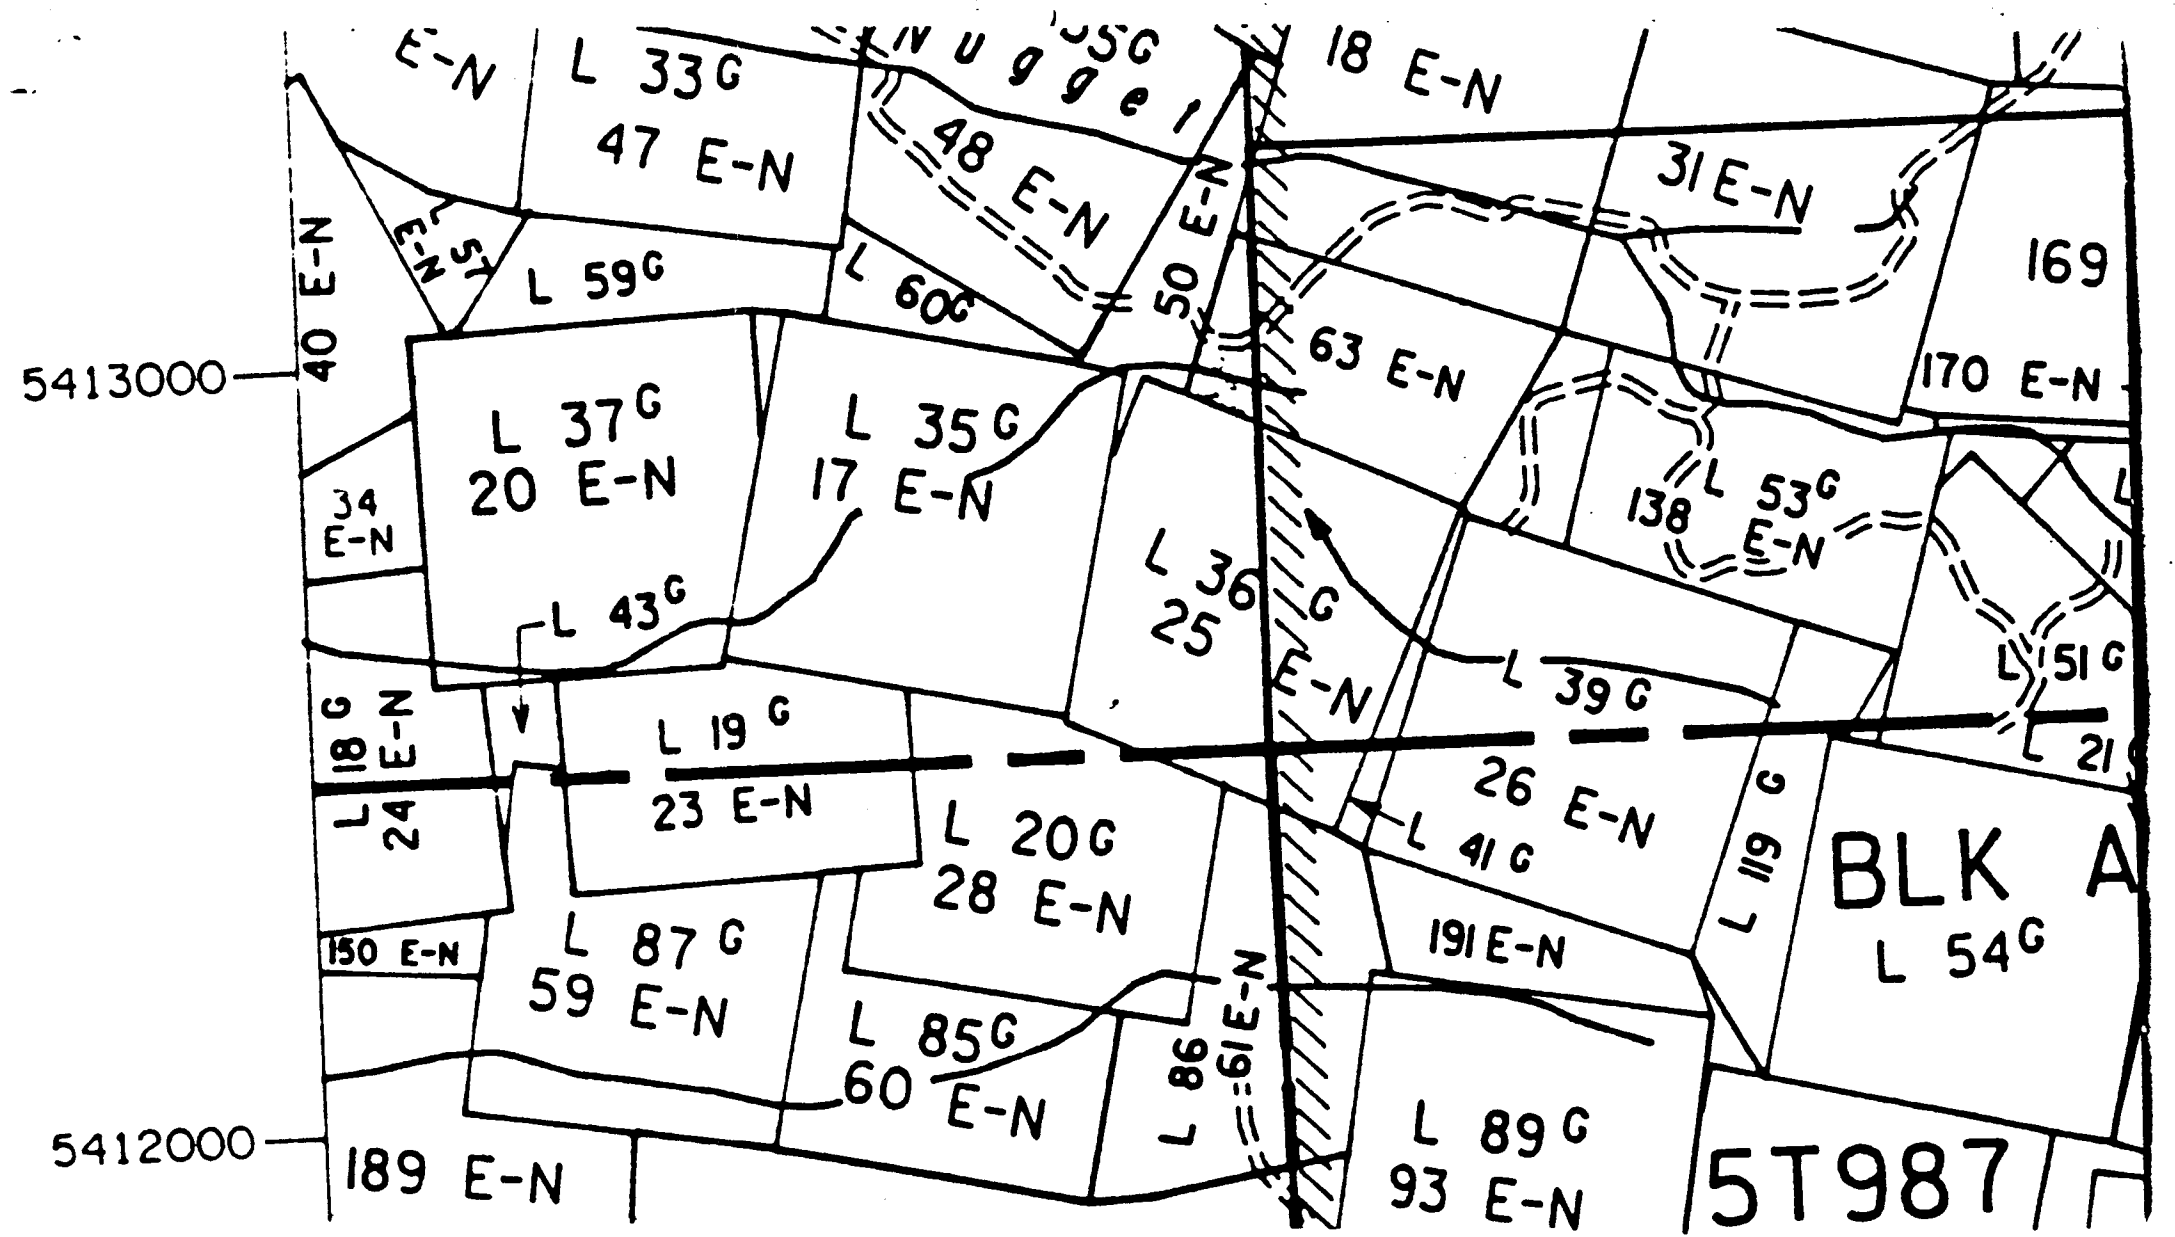 E-N
L 33G
47 E-N
Nugget
18 E-N
48 E-N
31 E-N
40 E-N
L 57
E-N
L 59G
L 60G
50 E-N
169
5413000
63 E-N
170 E-N
L 37G
20 E-N
L 35G
17 E-N
34
E-N
L 53G
138 E-N
L
L 36 G
25 E-N
L 43G
L 39G
L 51G
L 18G
24 E-N
L 19G
23 E-N
26 E-N
L 21
L 41G
L 119 G
L 20G
28 E-N
BLK A
L 54G
150 E-N
L 87G
59 E-N
191 E-N
L 85G
60 E-N
L 86
61 E-N
5412000
189 E-N
L 89G
93 E-N
5T987